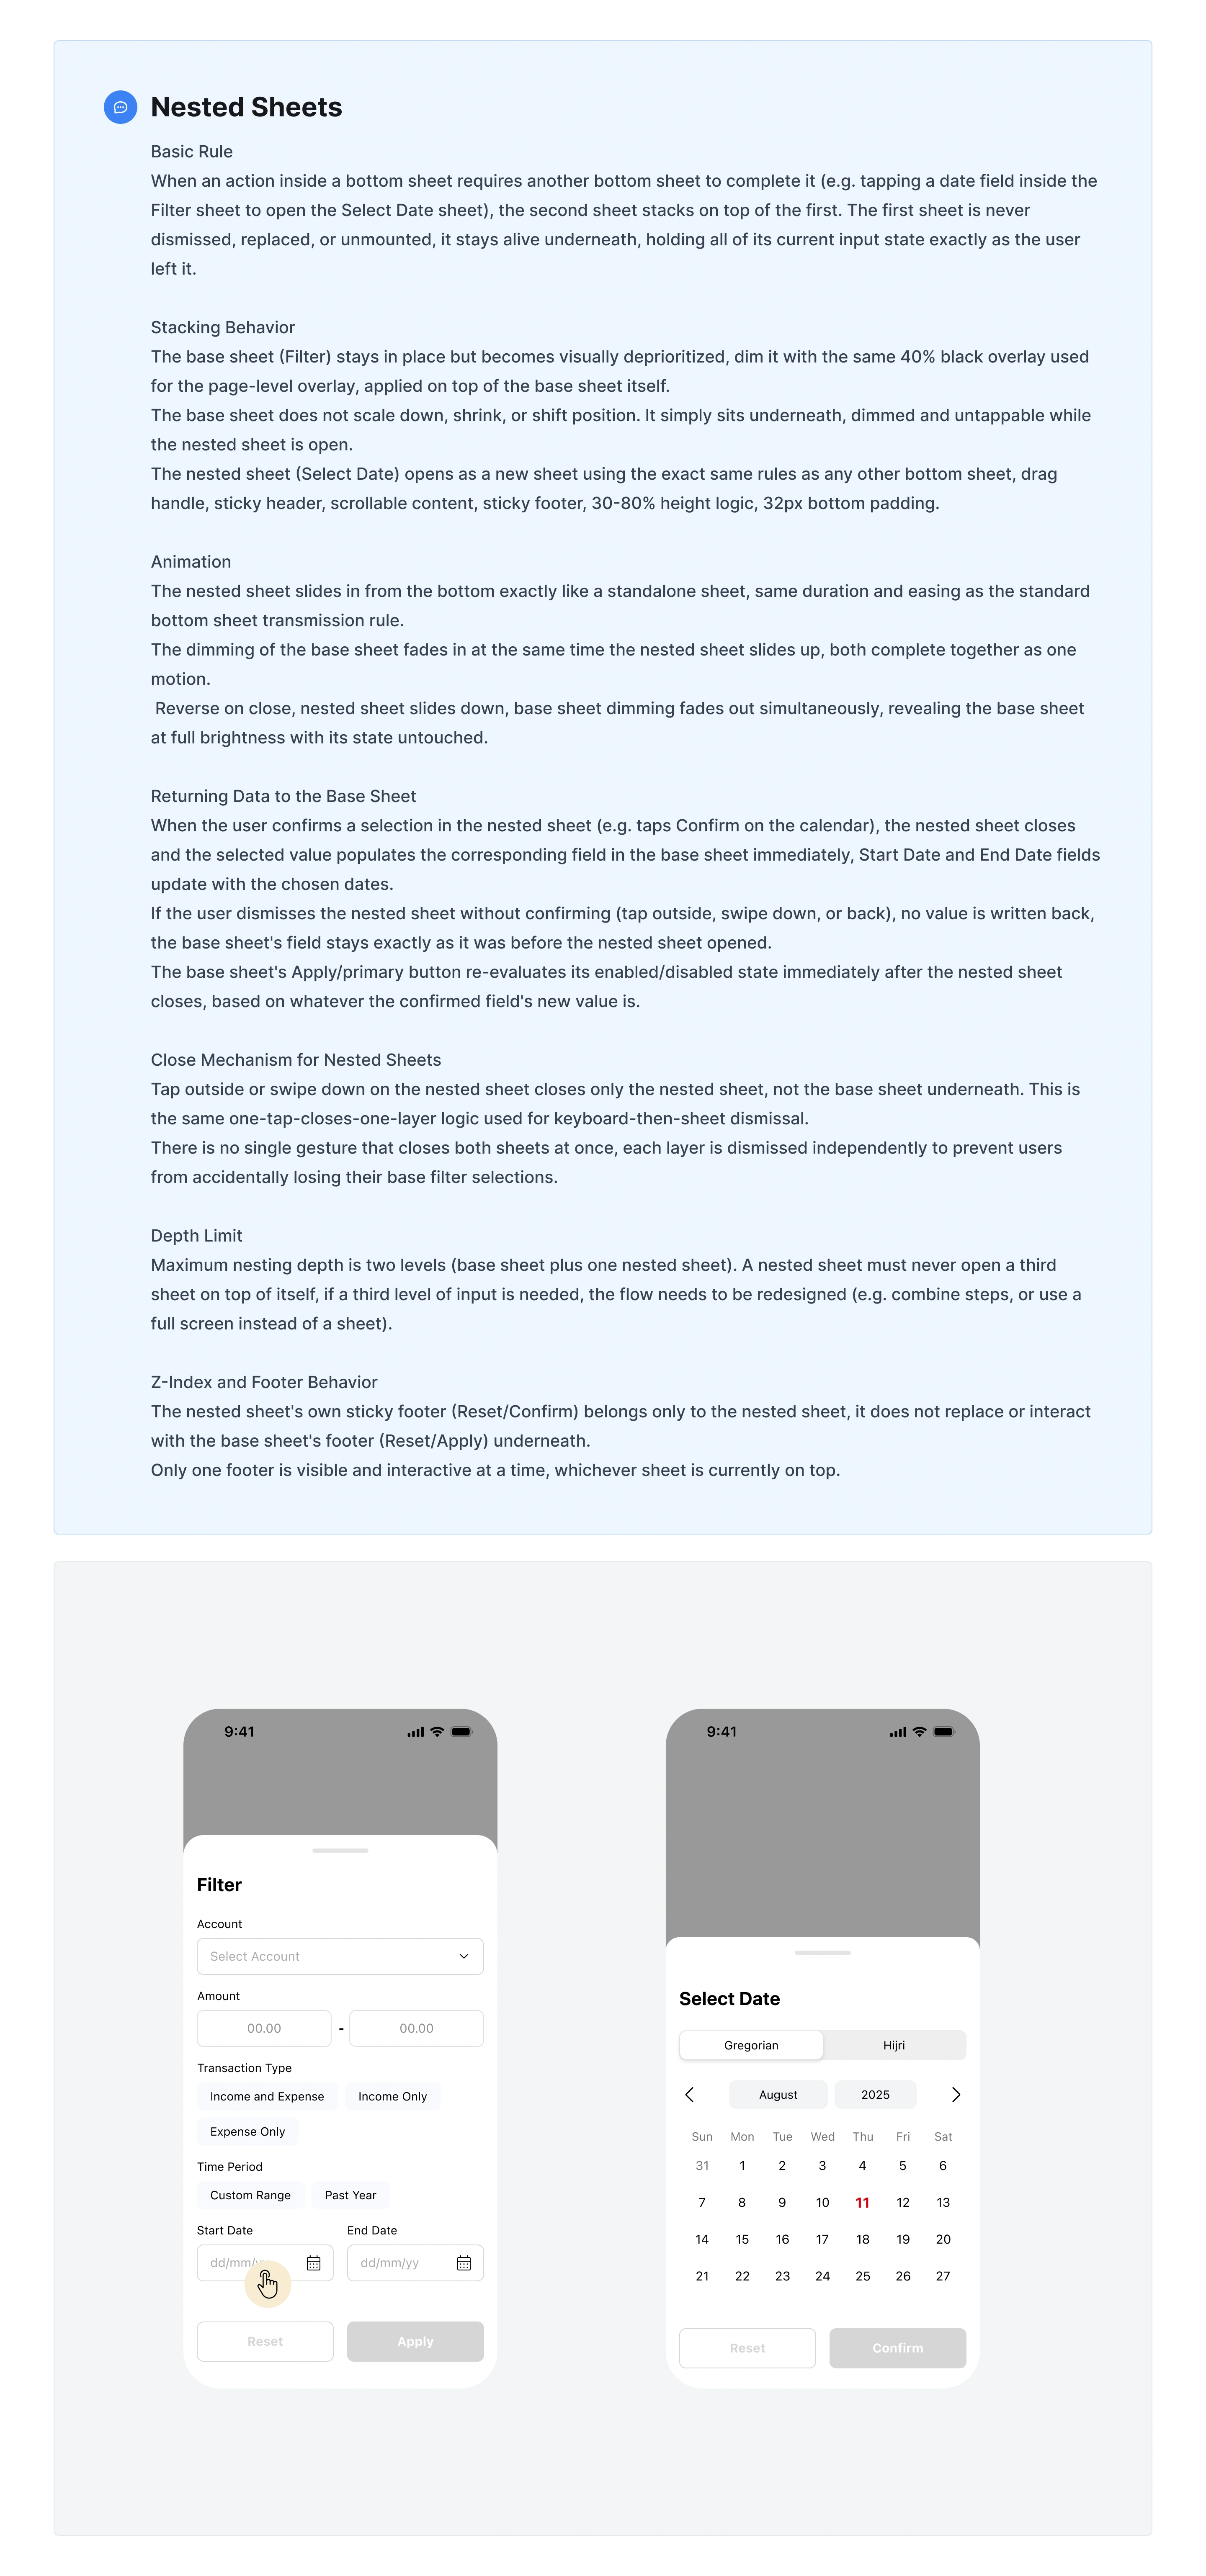 Nested Sheets
Basic Rule
When an action inside a bottom sheet requires another bottom sheet to complete it (e.g. tapping a date field inside the
Filter sheet to open the Select Date sheet), the second sheet stacks on top of the first. The first sheet is never
dismissed, replaced, or unmounted, it stays alive underneath, holding all of its current input state exactly as the user
left it.
Stacking Behavior
The base sheet (Filter) stays in place but becomes visually deprioritized, dim it with the same 40% black overlay used
for the page-level overlay, applied on top of the base sheet itself.
The base sheet does not scale down, shrink, or shift position. It simply sits underneath, dimmed and untappable while
the nested sheet is open.
The nested sheet (Select Date) opens as a new sheet using the exact same rules as any other bottom sheet, drag
handle, sticky header, scrollable content, sticky footer, 30-80% height logic, 32px bottom padding.
Animation
The nested sheet slides in from the bottom exactly like a standalone sheet, same duration and easing as the standard
bottom sheet transmission rule.
The dimming of the base sheet fades in at the same time the nested sheet slides up, both complete together as one
motion.
Reverse on close, nested sheet slides down, base sheet dimming fades out simultaneously, revealing the base sheet
at full brightness with its state untouched.
Returning Data to the Base Sheet
When the user confirms a selection in the nested sheet (e.g. taps Confirm on the calendar), the nested sheet closes
and the selected value populates the corresponding field in the base sheet immediately, Start Date and End Date fields
update with the chosen dates.
If the user dismisses the nested sheet without confirming (tap outside, swipe down, or back), no value is written back,
the base sheet's field stays exactly as it was before the nested sheet opened.
The base sheet's Apply/primary button re-evaluates its enabled/disabled state immediately after the nested sheet
closes, based on whatever the confirmed field's new value is.
Close Mechanism for Nested Sheets
Tap outside or swipe down on the nested sheet closes only the nested sheet, not the base sheet underneath. This is
the same one-tap-closes-one-layer logic used for keyboard-then-sheet dismissal.
There is no single gesture that closes both sheets at once, each layer is dismissed independently to prevent users
from accidentally losing their base filter selections.
Depth Limit
Maximum nesting depth is two levels (base sheet plus one nested sheet). A nested sheet must never open a third
sheet on top of itself, if a third level of input is needed, the flow needs to be redesigned (e.g. combine steps, or use a
full screen instead of a sheet).
Z-Index and Footer Behavior
The nested sheet's own sticky footer (Reset/Confirm) belongs only to the nested sheet, it does not replace or interact
with the base sheet's footer (Reset/Apply) underneath.
Only one footer is visible and interactive at a time, whichever sheet is currently on top.
9:41
Filter
Account
Select Account
Amount
00.00 - 00.00
Transaction Type
Income and Expense Income Only
Expense Only
Time Period
Custom Range Past Year
Start Date End Date
dd/mm/ dd/mm/yy
Reset Apply
9:41
Select Date
Gregorian Hijri
August 2025
Sun Mon Tue Wed Thu Fri Sat
31 1 2 3 4 5 6
7 8 9 10 11 12 13
14 15 16 17 18 19 20
21 22 23 24 25 26 27
Reset Confirm